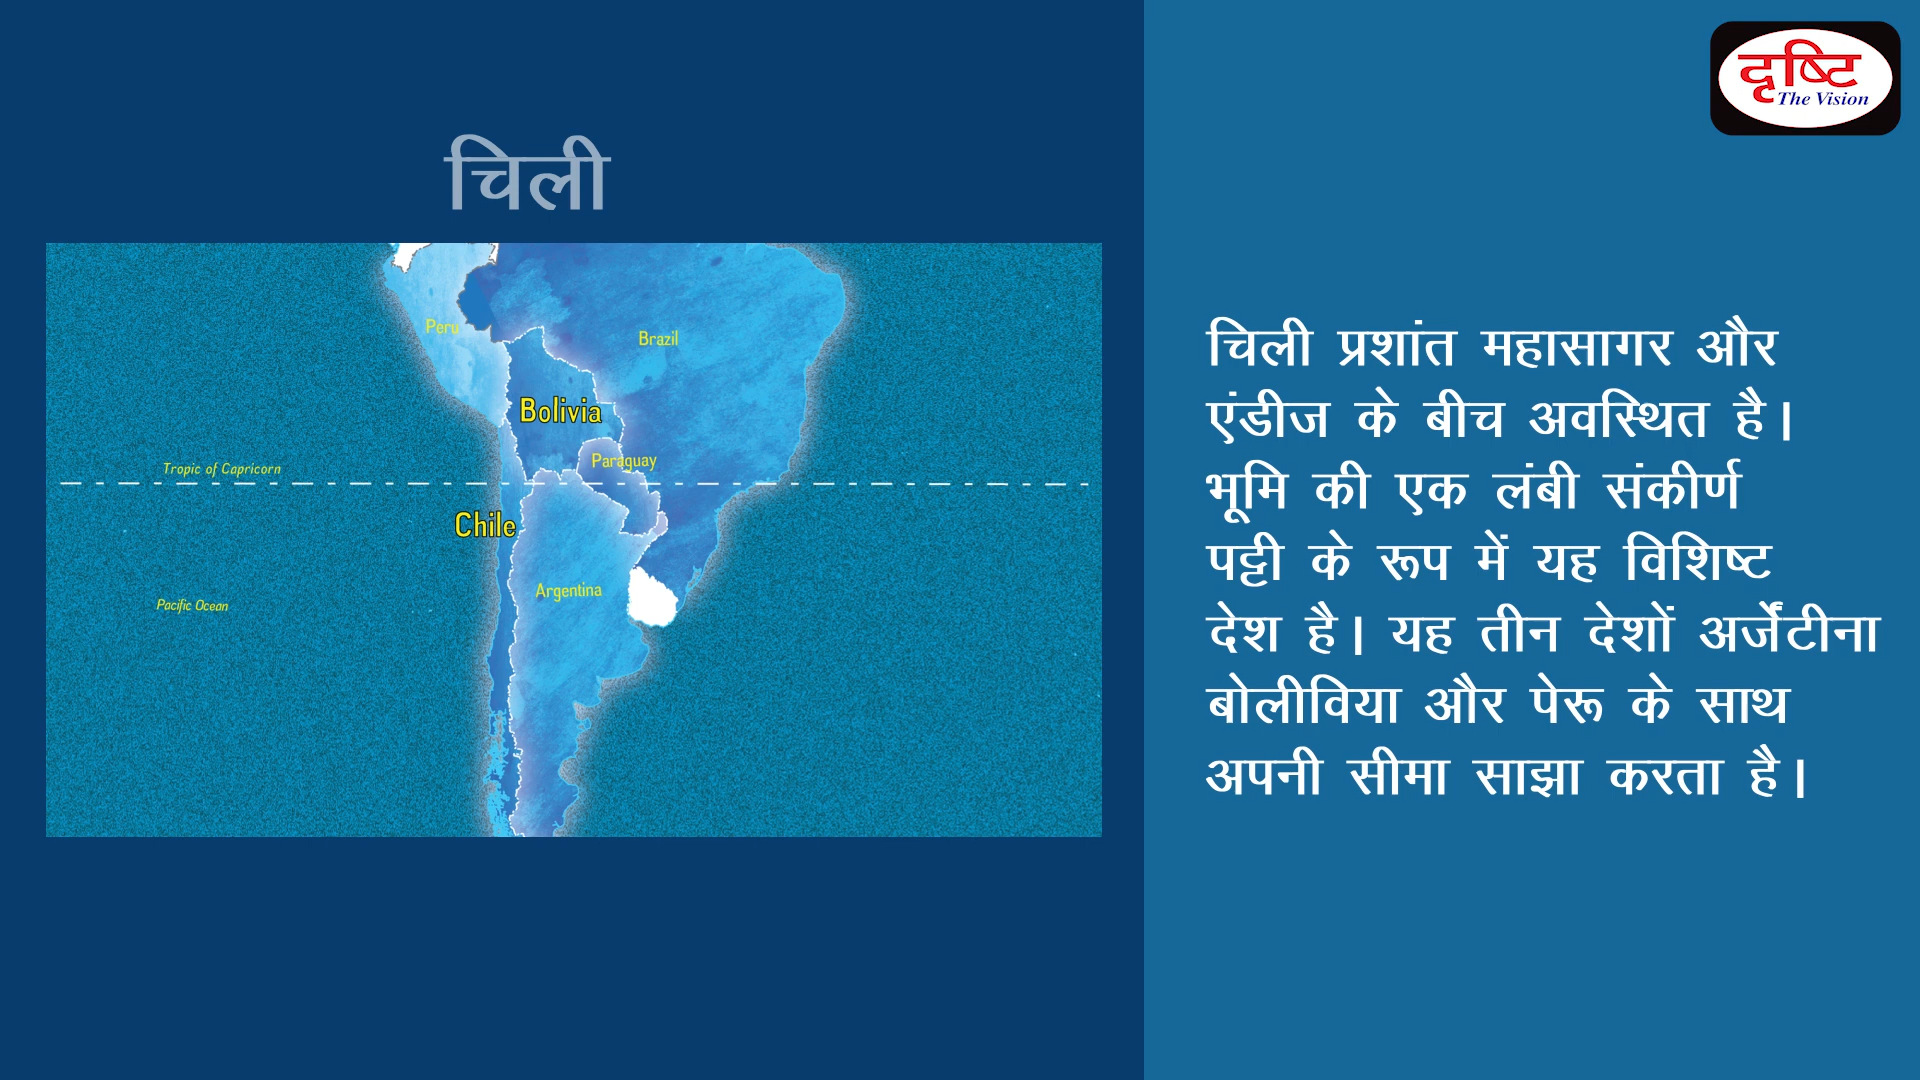 दृष्टि
The Vision
चिली
Peru
Brazil
Bolivia
Paraguay
Tropic of Capricorn
Chile
Argentina
Pacific Ocean
चिली प्रशांत महासागर और
एंडीज के बीच अवस्थित है।
भूमि की एक लंबी संकीर्ण
पट्टी के रूप में यह विशिष्ट
देश है। यह तीन देशों अर्जेंटीना
बोलीविया और पेरू के साथ
अपनी सीमा साझा करता है।